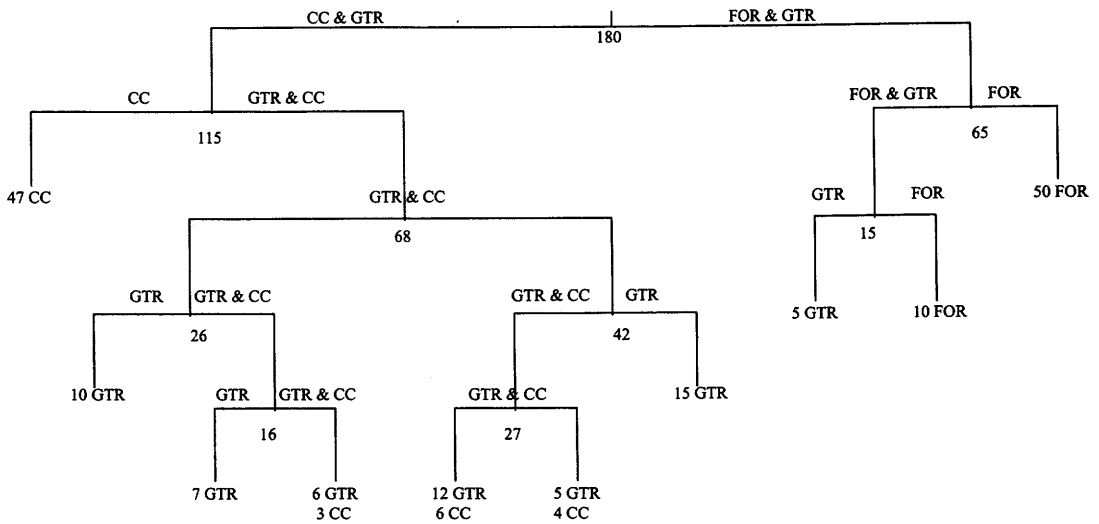 CC & GTR
FOR & GTR
180
CC
GTR & CC
FOR & GTR
FOR
115
65
47 CC
GTR & CC
GTR
FOR
50 FOR
68
15
GTR
GTR & CC
GTR & CC
GTR
5 GTR
10 FOR
26
42
10 GTR
GTR
GTR & CC
GTR & CC
15 GTR
16
27
7 GTR
6 GTR
3 CC
12 GTR
6 CC
5 GTR
4 CC